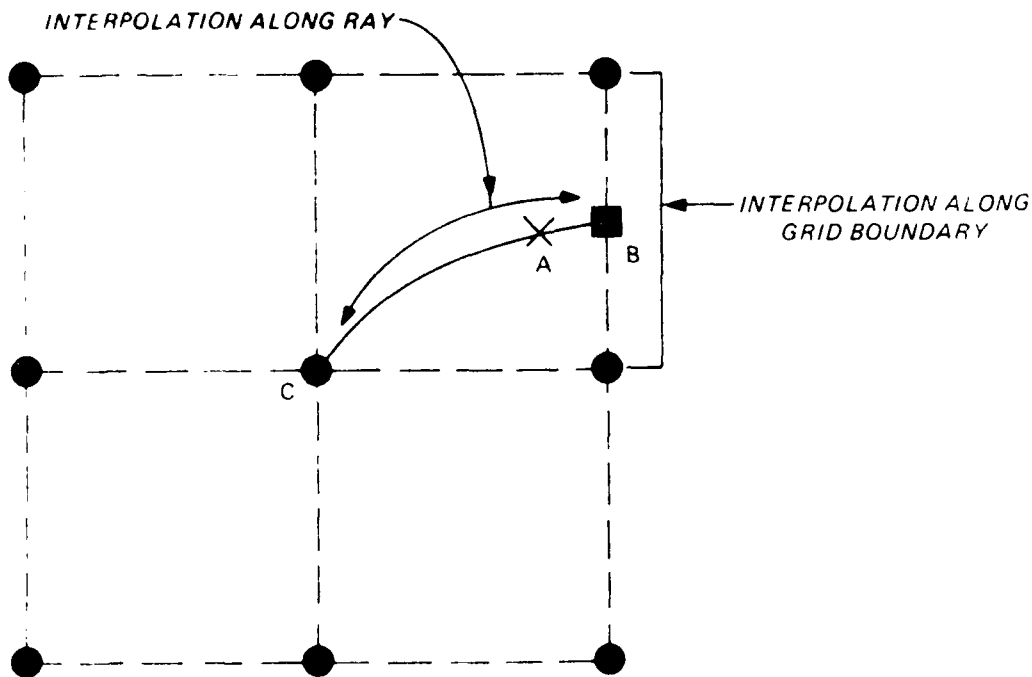 INTERPOLATION ALONG RAY
INTERPOLATION ALONG
GRID BOUNDARY
A
B
C